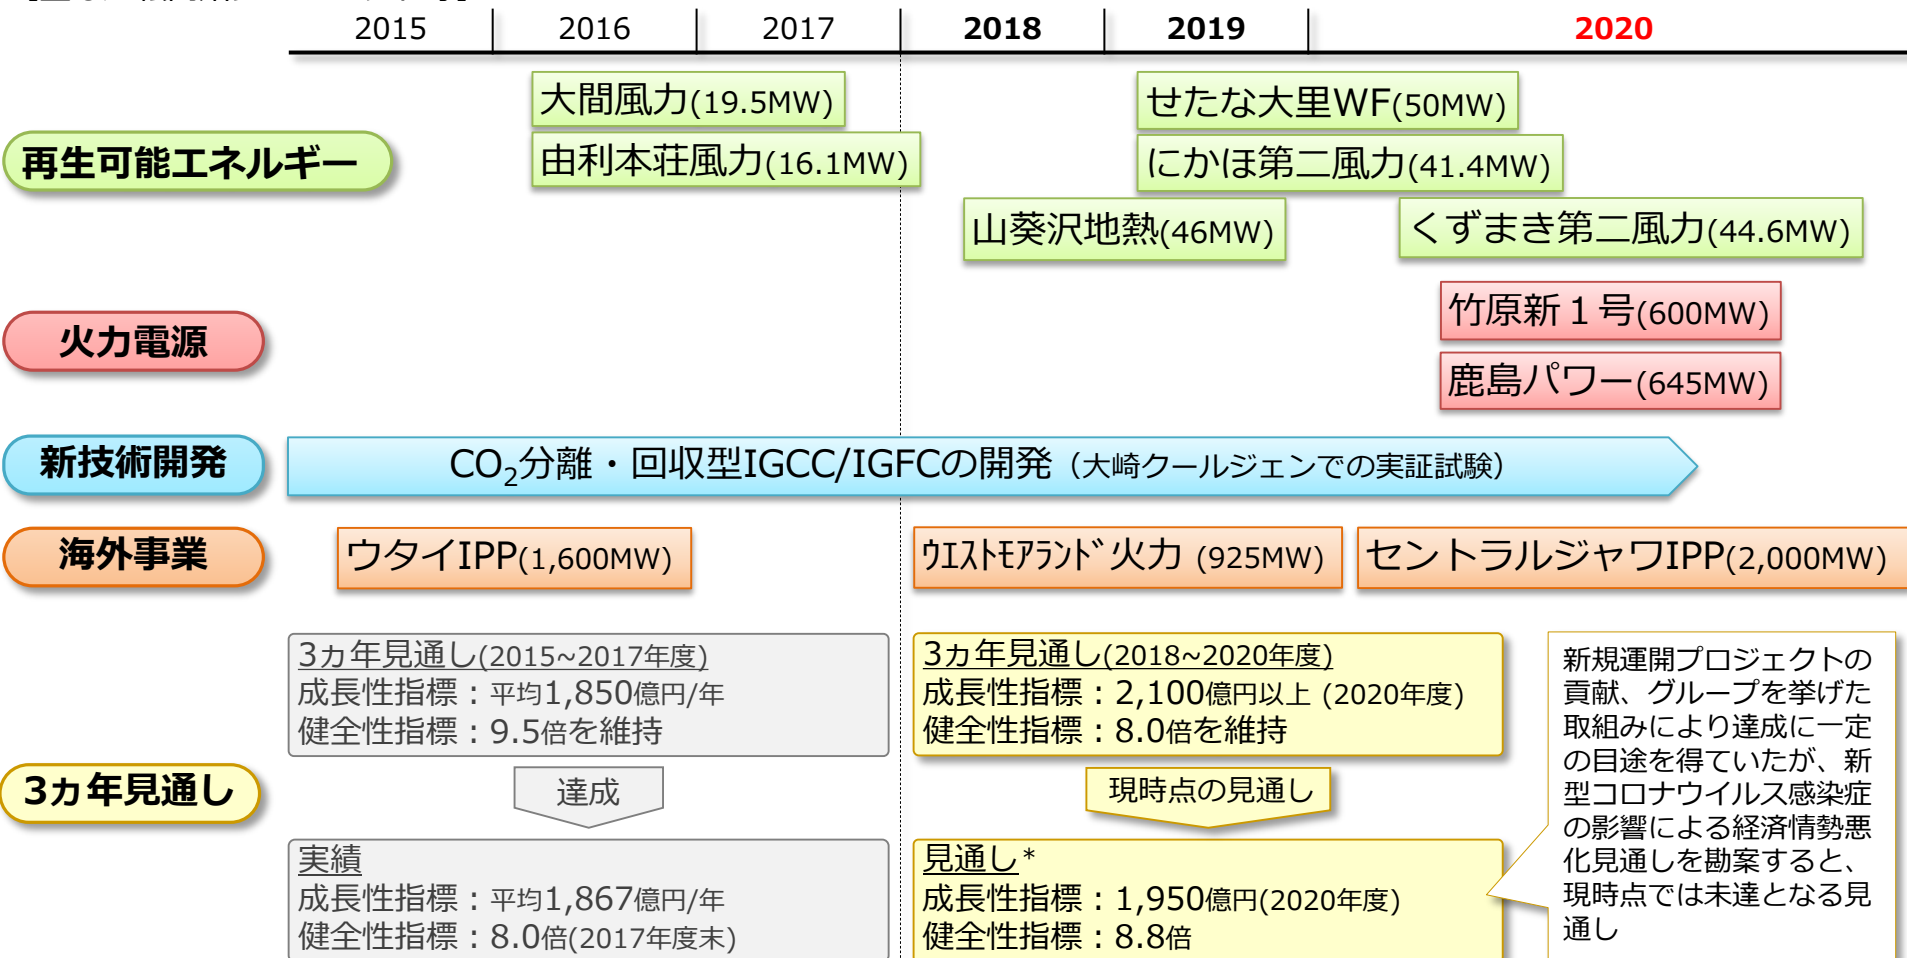 2015 2016 2017 2018 2019 2020
再生可能エネルギー
大間風力(19.5MW)
由利本荘風力(16.1MW)
せたな大里WF(50MW)
にかほ第二風力(41.4MW)
山葵沢地熱(46MW)
くずまき第二風力(44.6MW)
火力電源
竹原新１号(600MW)
鹿島パワー(645MW)
新技術開発
CO₂分離・回収型IGCC/IGFCの開発（大崎クールジェンでの実証試験）
海外事業
ウタイIPP(1,600MW)
ｳｴｽﾄﾓｱﾗﾝﾄﾞ火力 (925MW)
セントラルジャワIPP(2,000MW)
3ヵ年見通し
3ヵ年見通し(2015~2017年度)
成長性指標：平均1,850億円/年
健全性指標：9.5倍を維持
達成
実績
成長性指標：平均1,867億円/年
健全性指標：8.0倍(2017年度末)
3ヵ年見通し(2018~2020年度)
成長性指標：2,100億円以上 (2020年度)
健全性指標：8.0倍を維持
現時点の見通し
見通し*
成長性指標：1,950億円(2020年度)
健全性指標：8.8倍
新規運開プロジェクトの
貢献、グループを挙げた
取組みにより達成に一定
の目途を得ていたが、新
型コロナウイルス感染症
の影響による経済情勢悪
化見通しを勘案すると、
現時点では未達となる見
通し